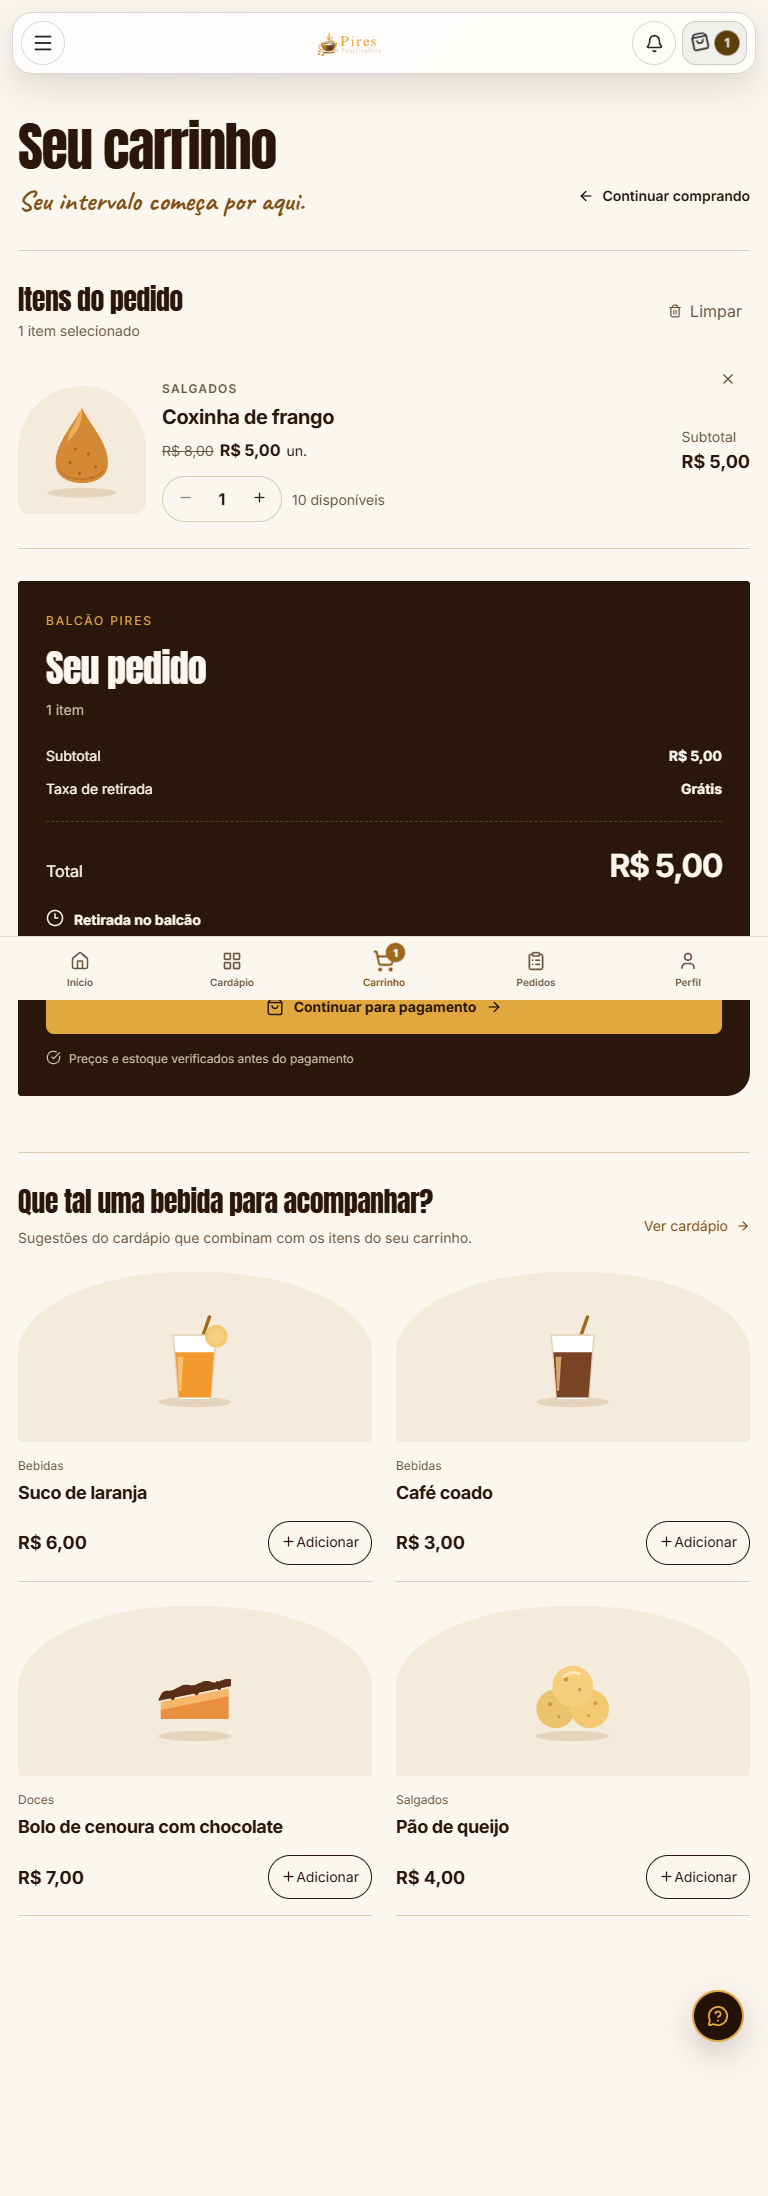 Pires
1
Seu carrinho
Seu intervalo começa por aqui.
Continuar comprando
Itens do pedido
1 item selecionado
Limpar
SALGADOS
Coxinha de frango
R$ 8,00 R$ 5,00 un.
1
10 disponíveis
Subtotal
R$ 5,00
BALCÃO PIRES
Seu pedido
1 item
Subtotal R$ 5,00
Taxa de retirada Grátis
Total R$ 5,00
Retirada no balcão
1
Início Cardápio Carrinho Pedidos Perfil
Continuar para pagamento
Preços e estoque verificados antes do pagamento
Que tal uma bebida para acompanhar?
Sugestões do cardápio que combinam com os itens do seu carrinho.
Ver cardápio
Bebidas
Suco de laranja
R$ 6,00
Adicionar
Bebidas
Café coado
R$ 3,00
Adicionar
Doces
Bolo de cenoura com chocolate
R$ 7,00
Adicionar
Salgados
Pão de queijo
R$ 4,00
Adicionar